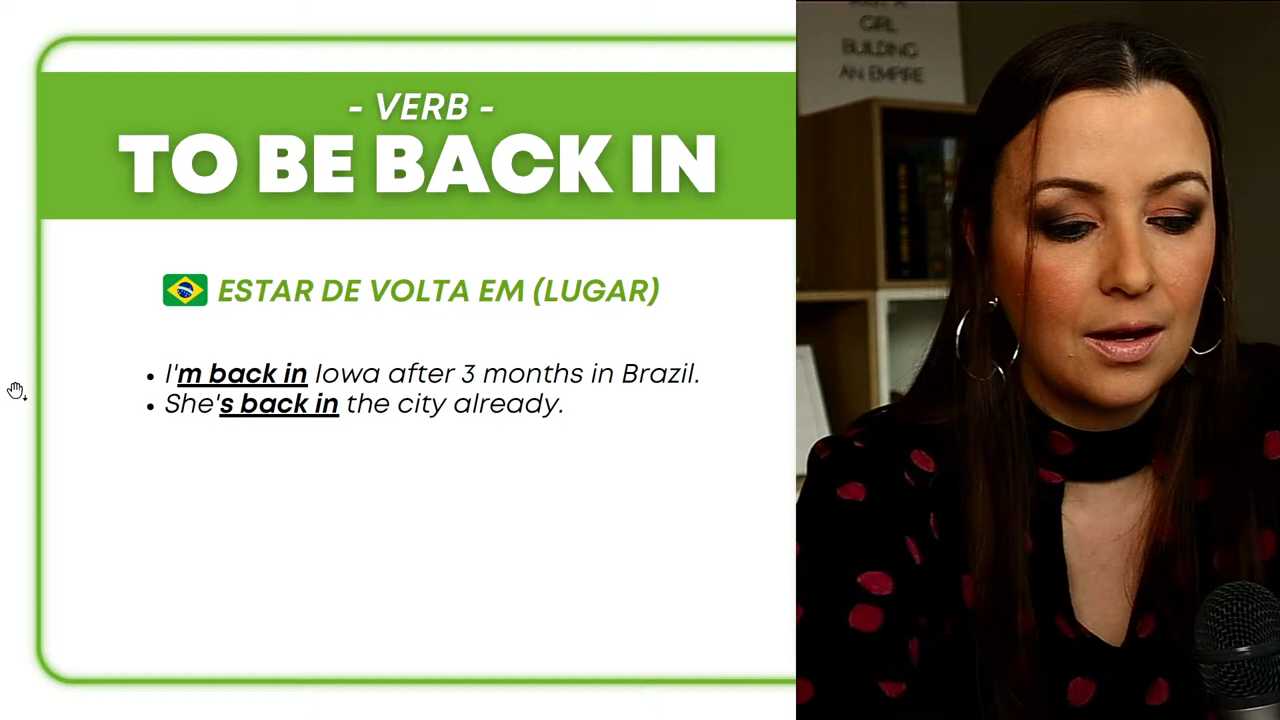 - VERB -
TO BE BACK IN
ESTAR DE VOLTA EM (LUGAR)
• I'm back in Iowa after 3 months in Brazil.
• She's back in the city already.
GIRL
BUILDING
AN EMPIRE